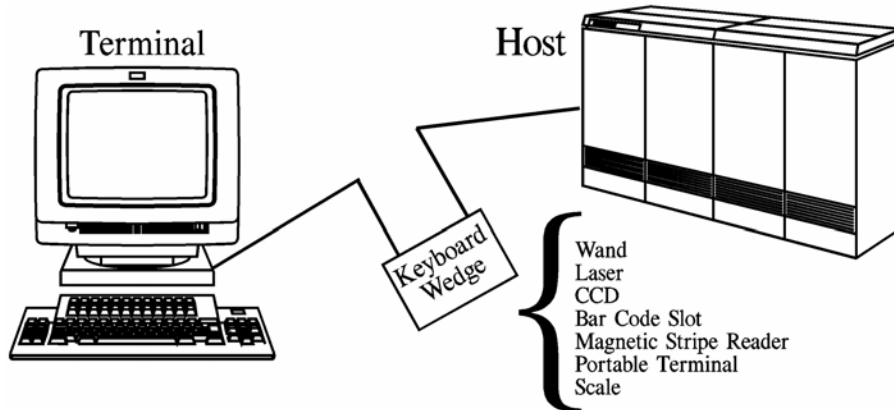 Terminal
Host
Keyboard
Wedge
Wand
Laser
CCD
Bar Code Slot
Magnetic Stripe Reader
Portable Terminal
Scale